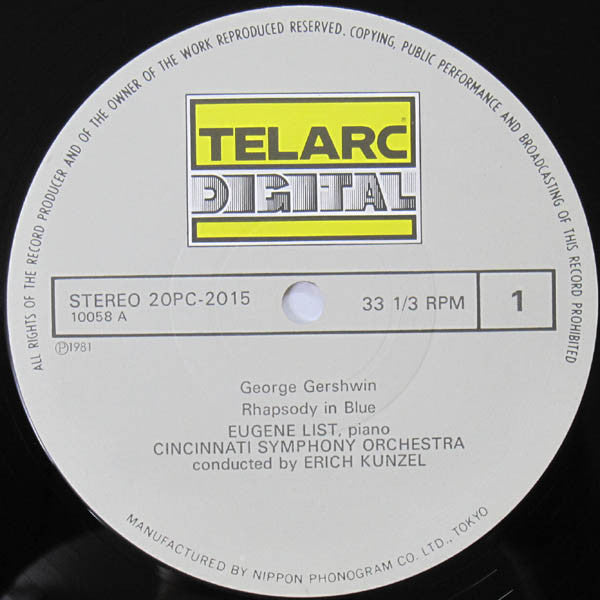 ALL RIGHTS OF THE RECORD PRODUCER AND OF THE OWNER OF THE WORK REPRODUCED RESERVED. COPYING, PUBLIC PERFORMANCE AND BROADCASTING OF THIS RECORD PROHIBITED
TELARC®
DIGITAL
STEREO 20PC-2015 33 1/3 RPM 1
10058 A
Ⓟ1981
George Gershwin
Rhapsody in Blue
EUGENE LIST, piano
CINCINNATI SYMPHONY ORCHESTRA
conducted by ERICH KUNZEL
MANUFACTURED BY NIPPON PHONOGRAM CO. LTD., TOKYO